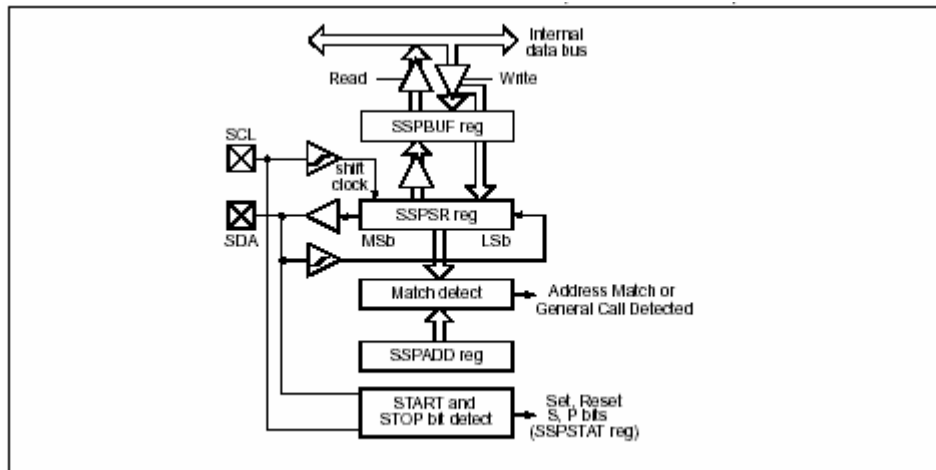 Internal
data bus
Read
Write
SSPBUF reg
SCL
shift
clock
SSPSR reg
SDA
MSb
LSb
Match detect
Address Match or
General Call Detected
SSPADD reg
START and
STOP bit detect
Set, Reset
S, P bits
(SSPSTAT reg)